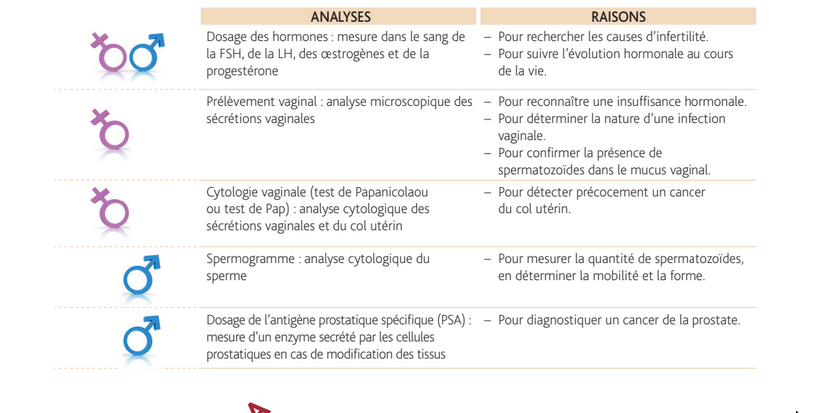 ANALYSES
RAISONS
Dosage des hormones : mesure dans le sang de
la FSH, de la LH, des œstrogènes et de la
progestérone
– Pour rechercher les causes d’infertilité.
– Pour suivre l’évolution hormonale au cours
de la vie.
Prélèvement vaginal : analyse microscopique des
sécrétions vaginales
– Pour reconnaître une insuffisance hormonale.
– Pour déterminer la nature d’une infection
vaginale.
– Pour confirmer la présence de
spermatozoïdes dans le mucus vaginal.
Cytologie vaginale (test de Papanicolaou
ou test de Pap) : analyse cytologique des
sécrétions vaginales et du col utérin
– Pour détecter précocement un cancer
du col utérin.
Spermogramme : analyse cytologique du
sperme
– Pour mesurer la quantité de spermatozoïdes,
en déterminer la mobilité et la forme.
Dosage de l’antigène prostatique spécifique (PSA) :
mesure d’un enzyme secrété par les cellules
prostatiques en cas de modification des tissus
– Pour diagnostiquer un cancer de la prostate.